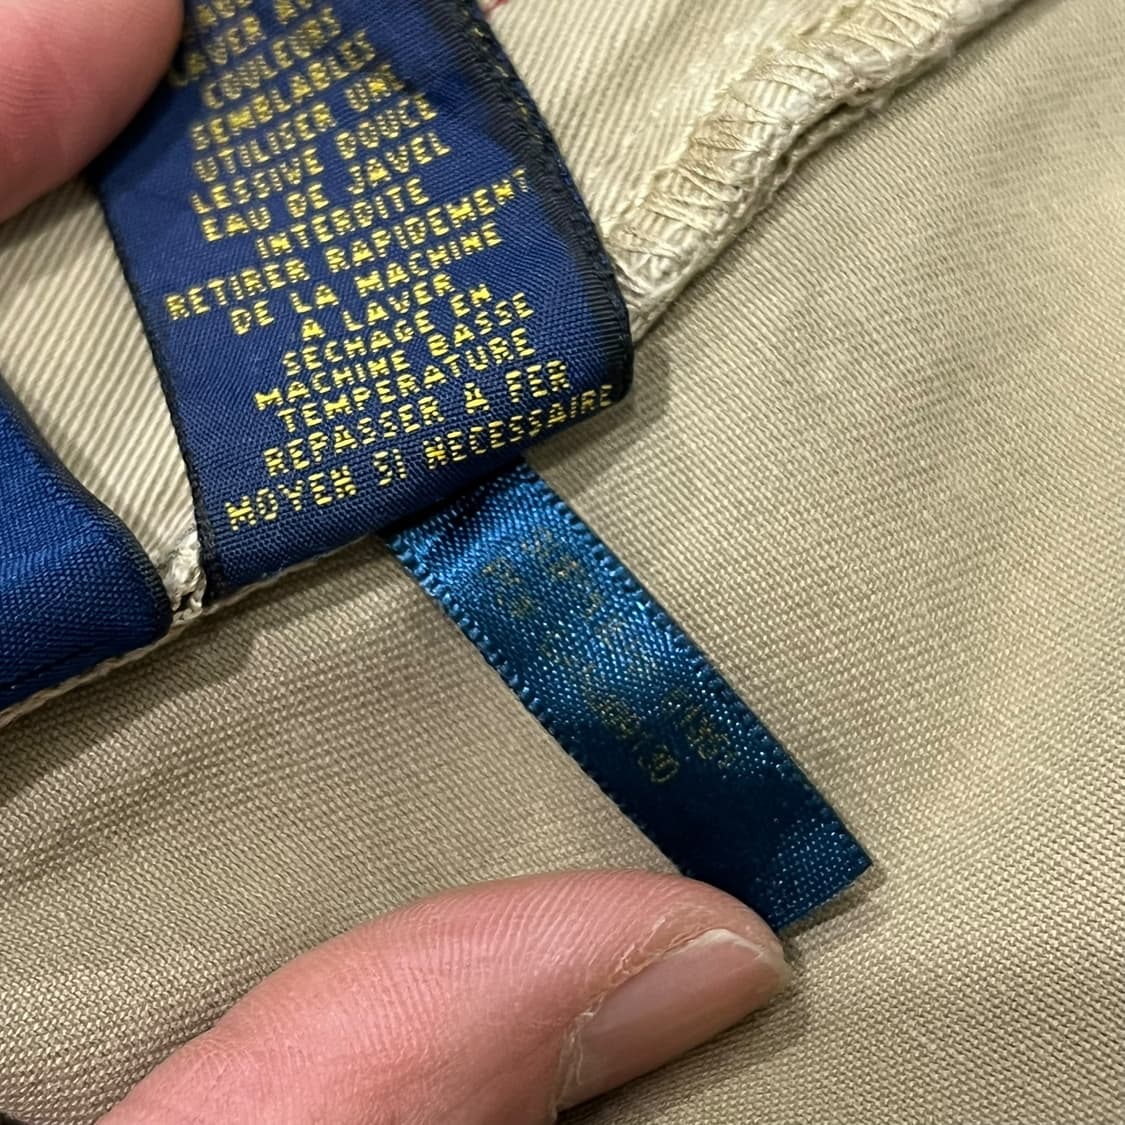 LAVER AU
COULEURS
SEMBLABLES
UTILISER UNE
LESSIVE DOUCE
EAU DE JAVEL
INTERDITE
RETIRER RAPIDEMENT
DE LA MACHINE
A LAVER
SECHAGE EN
MACHINE BASSE
TEMPERATURE
REPASSER A FER
MOYEN SI NECESSAIRE